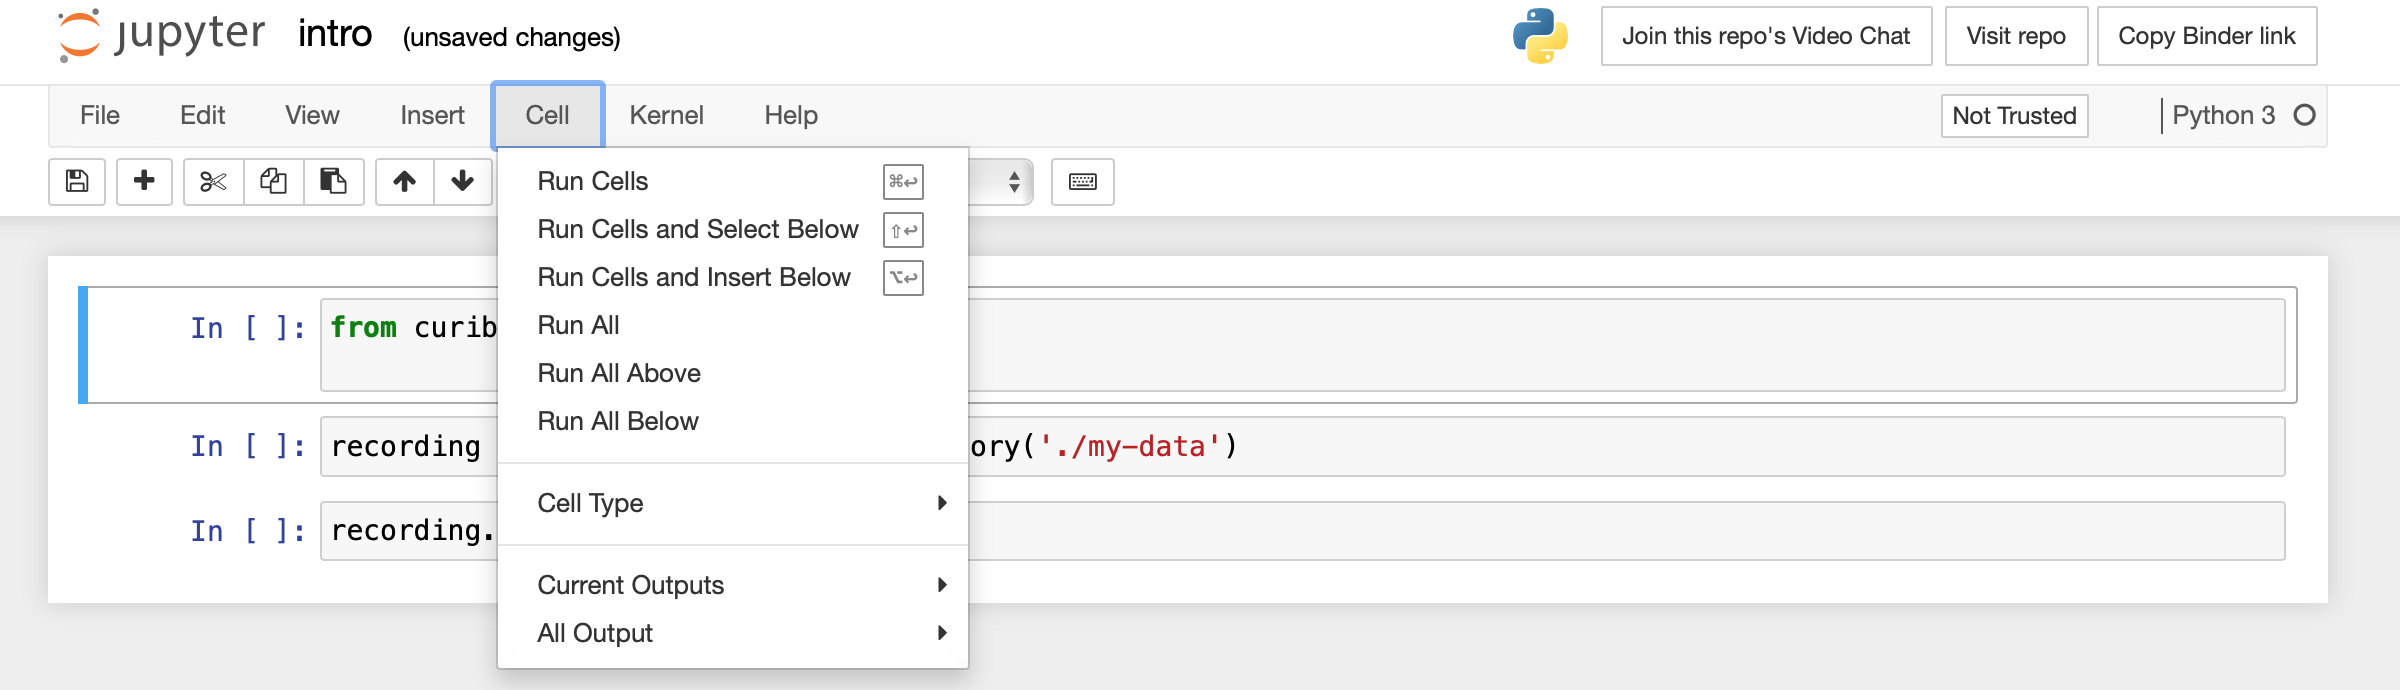 jupyter intro (unsaved changes) Join this repo's Video Chat Visit repo Copy Binder link
File Edit View Insert Cell Kernel Help Not Trusted Python 3
Run Cells ⌘↩
Run Cells and Select Below ⇧↩
Run Cells and Insert Below ⌥↩
Run All
Run All Above
Run All Below
Cell Type
Current Outputs
All Output
In [ ]: from curib
In [ ]: recording ory('./my-data')
In [ ]: recording.